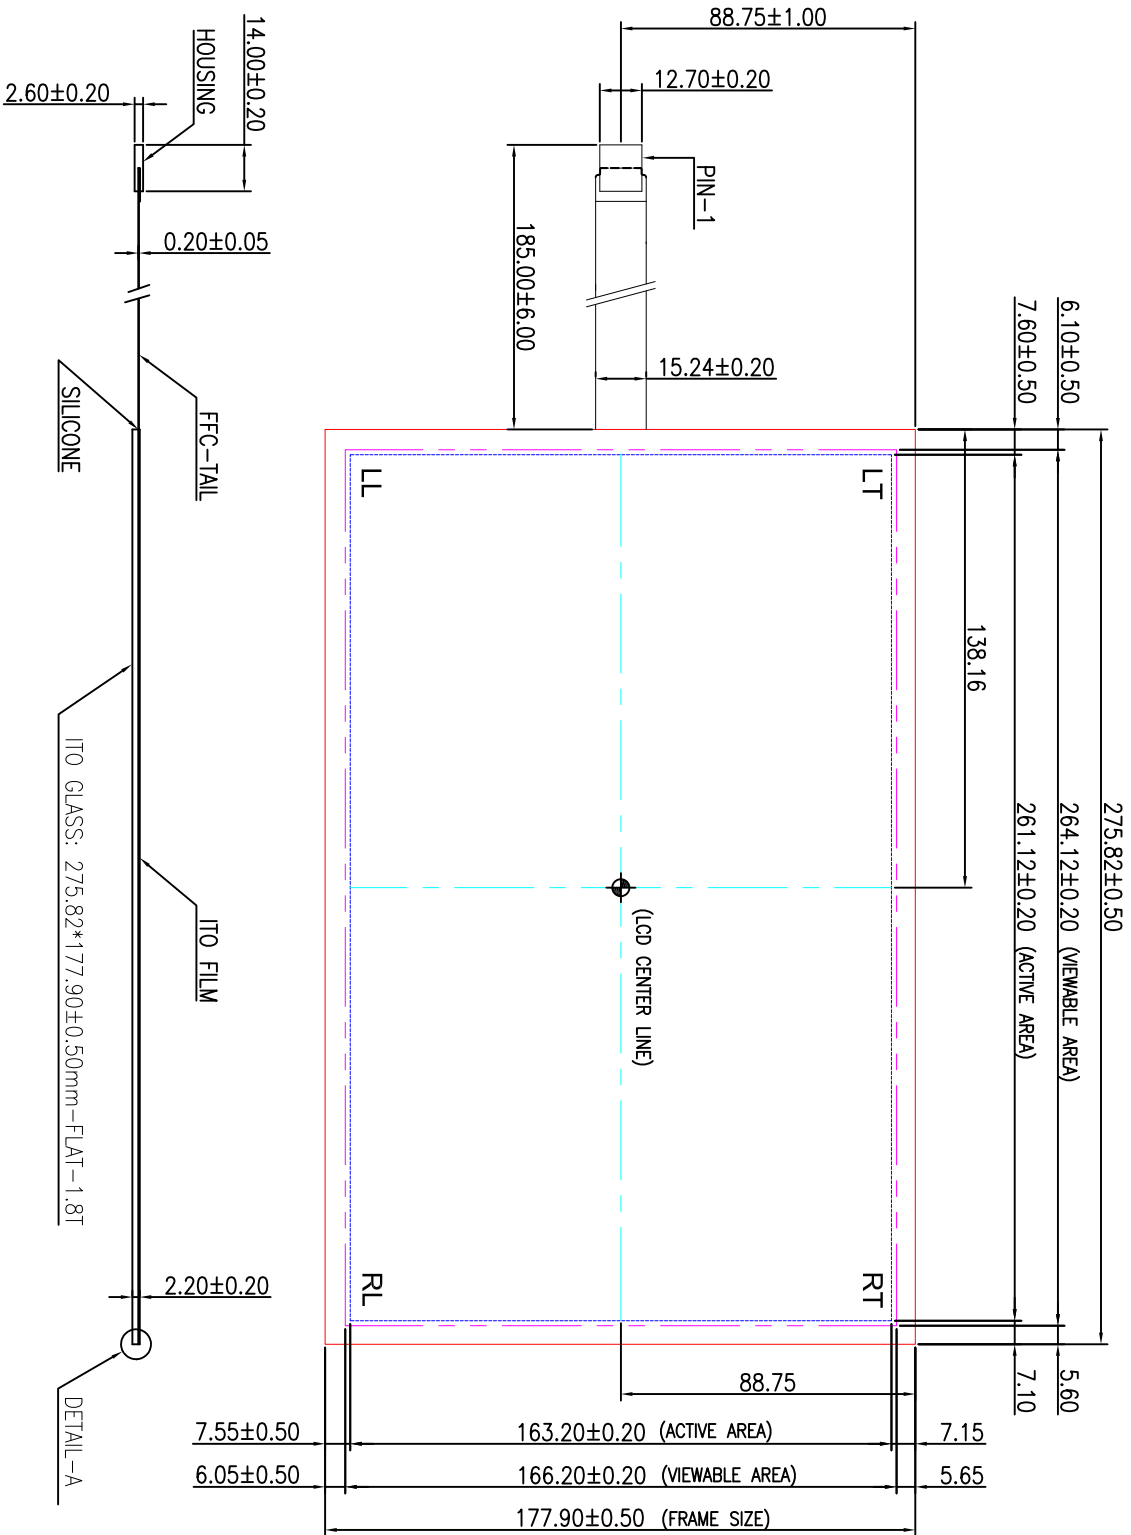 88.75±1.00
12.70±0.20
14.00±0.20
HOUSING
2.60±0.20
PIN-1
0.20±0.05
185.00±6.00
15.24±0.20
6.10±0.50
7.60±0.50
SILICONE
FFC-TAIL
LL
LT
138.16
275.82±0.50
264.12±0.20 (VIEWABLE AREA)
261.12±0.20 (ACTIVE AREA)
(LCD CENTER LINE)
ITO GLASS: 275.82*177.90±0.50mm-FLAT-1.8T
ITO FILM
RL
RT
2.20±0.20
DETAIL-A
5.60
7.10
88.75
7.55±0.50
163.20±0.20 (ACTIVE AREA)
7.15
6.05±0.50
166.20±0.20 (VIEWABLE AREA)
5.65
177.90±0.50 (FRAME SIZE)